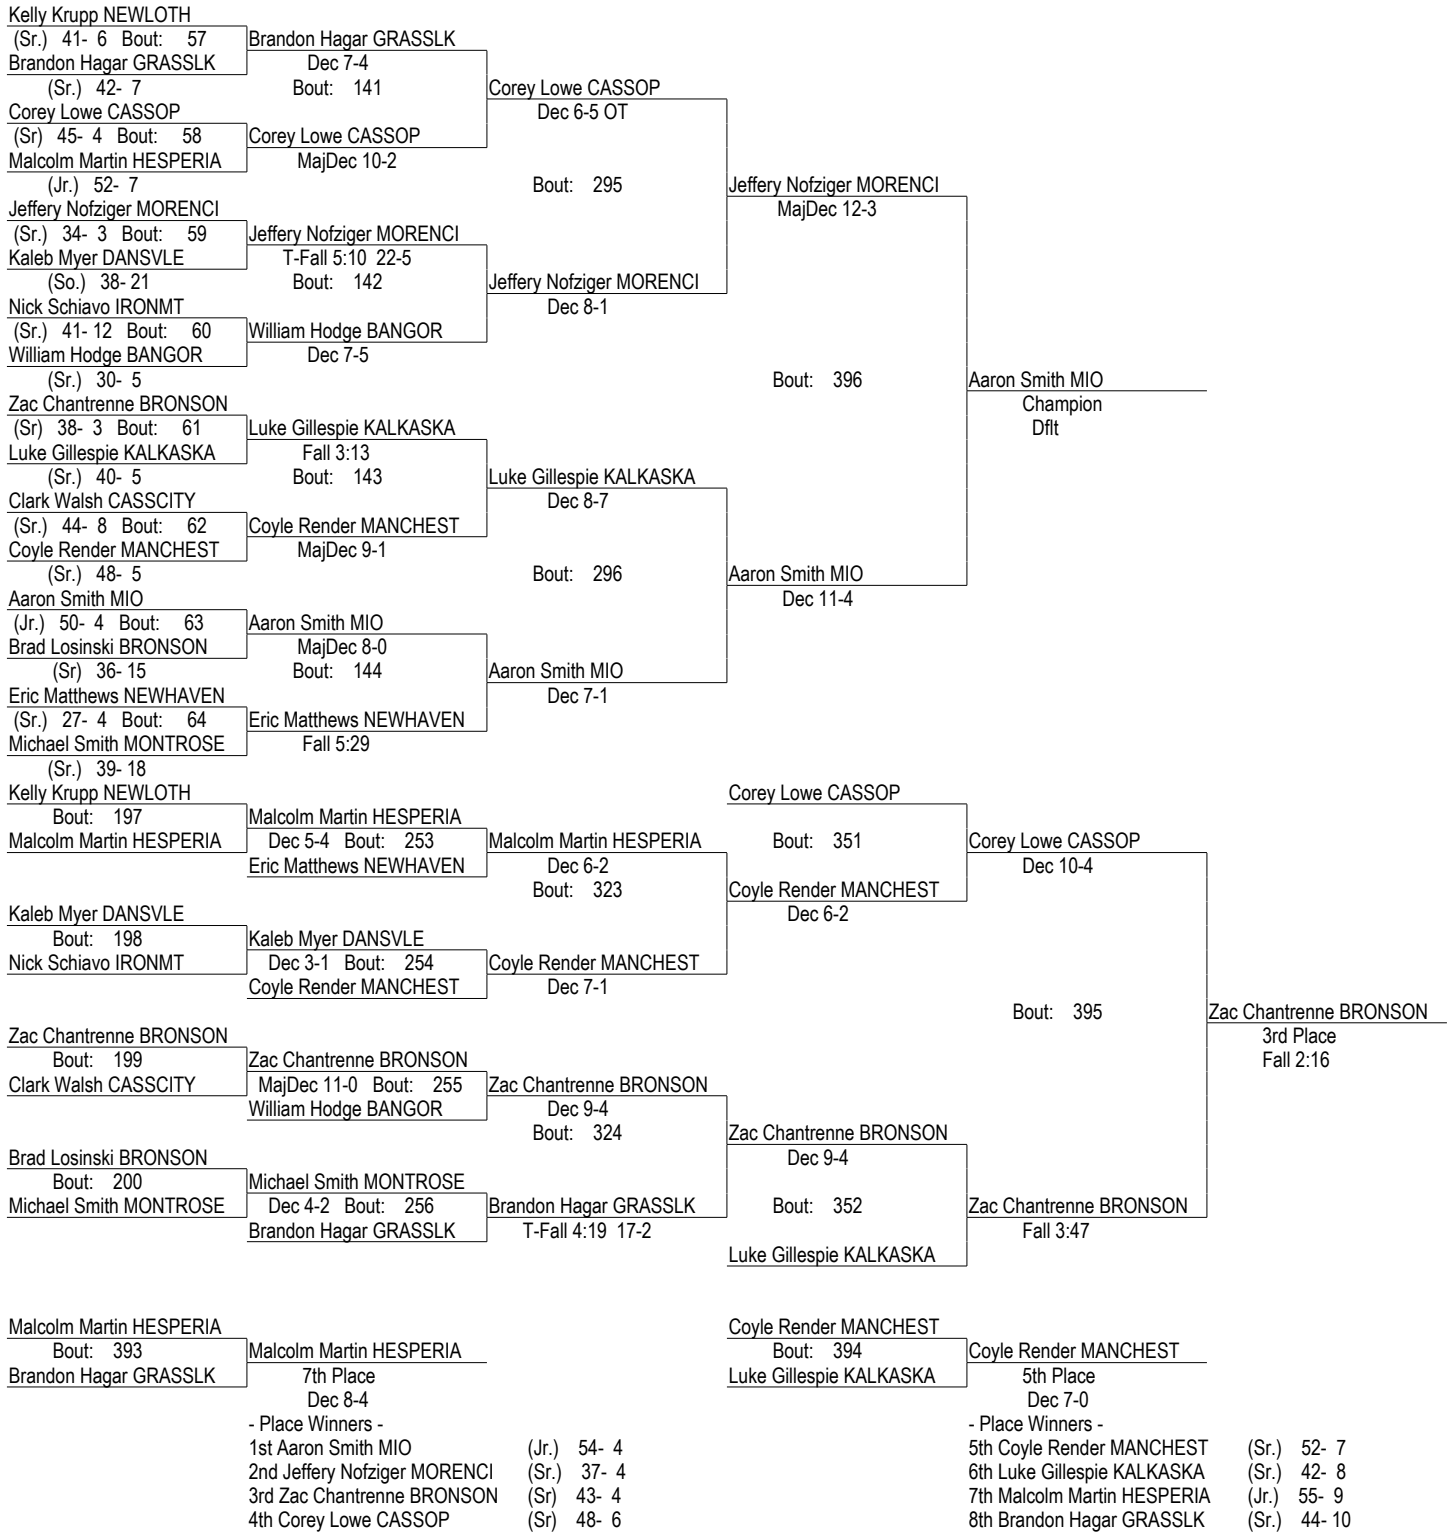 Kelly Krupp NEWLOTH
(Sr.) 41- 6 Bout: 57 Brandon Hagar GRASSLK
Brandon Hagar GRASSLK Dec 7-4
(Sr.) 42- 7 Bout: 141 Corey Lowe CASSOP
Corey Lowe CASSOP Dec 6-5 OT
(Sr) 45- 4 Bout: 58 Corey Lowe CASSOP
Malcolm Martin HESPERIA MajDec 10-2
(Jr.) 52- 7 Bout: 295 Jeffery Nofziger MORENCI
Jeffery Nofziger MORENCI MajDec 12-3
(Sr.) 34- 3 Bout: 59 Jeffery Nofziger MORENCI
Kaleb Myer DANSVLE T-Fall 5:10 22-5
(So.) 38- 21 Bout: 142 Jeffery Nofziger MORENCI
Nick Schiavo IRONMT Dec 8-1
(Sr.) 41- 12 Bout: 60 William Hodge BANGOR
William Hodge BANGOR Dec 7-5
(Sr.) 30- 5 Bout: 396 Aaron Smith MIO
Zac Chantrenne BRONSON Champion
(Sr) 38- 3 Bout: 61 Luke Gillespie KALKASKA Dflt
Luke Gillespie KALKASKA Fall 3:13
(Sr.) 40- 5 Bout: 143 Luke Gillespie KALKASKA
Clark Walsh CASSCITY Dec 8-7
(Sr.) 44- 8 Bout: 62 Coyle Render MANCHEST
Coyle Render MANCHEST MajDec 9-1
(Sr.) 48- 5 Bout: 296 Aaron Smith MIO
Aaron Smith MIO Dec 11-4
(Jr.) 50- 4 Bout: 63 Aaron Smith MIO
Brad Losinski BRONSON MajDec 8-0
(Sr) 36- 15 Bout: 144 Aaron Smith MIO
Eric Matthews NEWHAVEN Dec 7-1
(Sr.) 27- 4 Bout: 64 Eric Matthews NEWHAVEN
Michael Smith MONTROSE Fall 5:29
(Sr.) 39- 18
Kelly Krupp NEWLOTH Corey Lowe CASSOP
Bout: 197 Malcolm Martin HESPERIA
Malcolm Martin HESPERIA Dec 5-4 Bout: 253 Malcolm Martin HESPERIA Bout: 351 Corey Lowe CASSOP
Eric Matthews NEWHAVEN Dec 6-2 Dec 10-4
Bout: 323 Coyle Render MANCHEST
Kaleb Myer DANSVLE Dec 6-2
Bout: 198 Kaleb Myer DANSVLE
Nick Schiavo IRONMT Dec 3-1 Bout: 254 Coyle Render MANCHEST
Coyle Render MANCHEST Dec 7-1
Bout: 395 Zac Chantrenne BRONSON
Zac Chantrenne BRONSON 3rd Place
Bout: 199 Zac Chantrenne BRONSON Fall 2:16
Clark Walsh CASSCITY MajDec 11-0 Bout: 255 Zac Chantrenne BRONSON
William Hodge BANGOR Dec 9-4
Bout: 324 Zac Chantrenne BRONSON
Brad Losinski BRONSON Dec 9-4
Bout: 200 Michael Smith MONTROSE
Michael Smith MONTROSE Dec 4-2 Bout: 256 Brandon Hagar GRASSLK Bout: 352 Zac Chantrenne BRONSON
Brandon Hagar GRASSLK T-Fall 4:19 17-2 Fall 3:47
Luke Gillespie KALKASKA
Malcolm Martin HESPERIA Coyle Render MANCHEST
Bout: 393 Malcolm Martin HESPERIA Bout: 394 Coyle Render MANCHEST
Brandon Hagar GRASSLK 7th Place Luke Gillespie KALKASKA 5th Place
Dec 8-4 Dec 7-0
- Place Winners - - Place Winners -
1st Aaron Smith MIO (Jr.) 54- 4 5th Coyle Render MANCHEST (Sr.) 52- 7
2nd Jeffery Nofziger MORENCI (Sr.) 37- 4 6th Luke Gillespie KALKASKA (Sr.) 42- 8
3rd Zac Chantrenne BRONSON (Sr) 43- 4 7th Malcolm Martin HESPERIA (Jr.) 55- 9
4th Corey Lowe CASSOP (Sr) 48- 6 8th Brandon Hagar GRASSLK (Sr.) 44- 10